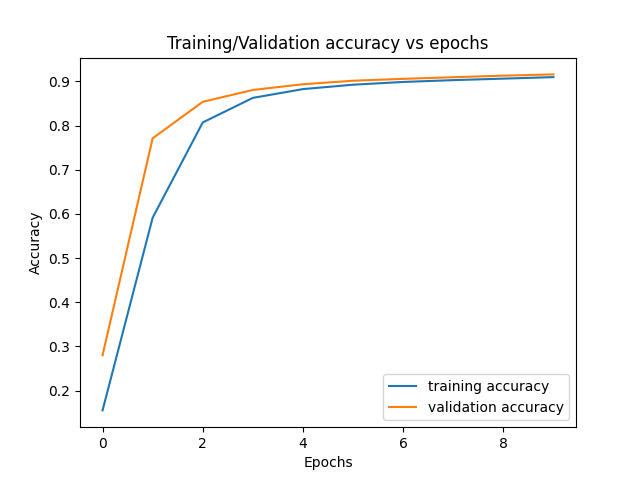 Training/Validation accuracy vs epochs
Accuracy
0.9
0.8
0.7
0.6
0.5
0.4
0.3
0.2
training accuracy
validation accuracy
0 2 4 6 8
Epochs